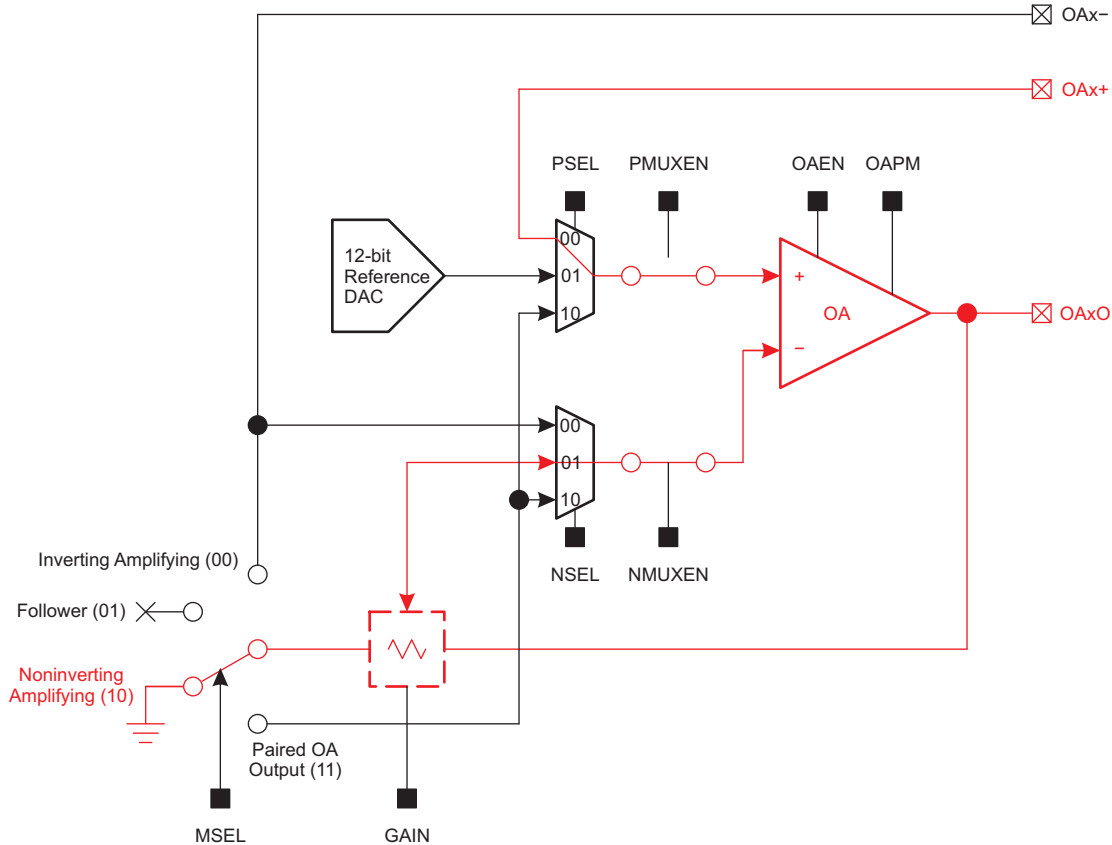 OAx−
OAx+
PSEL
PMUXEN
OAEN
OAPM
12-bit
Reference
DAC
00
01
10
+
OA
−
OAxO
00
01
10
NSEL
NMUXEN
Inverting Amplifying (00)
Follower (01)
Noninverting
Amplifying (10)
Paired OA
Output (11)
MSEL
GAIN